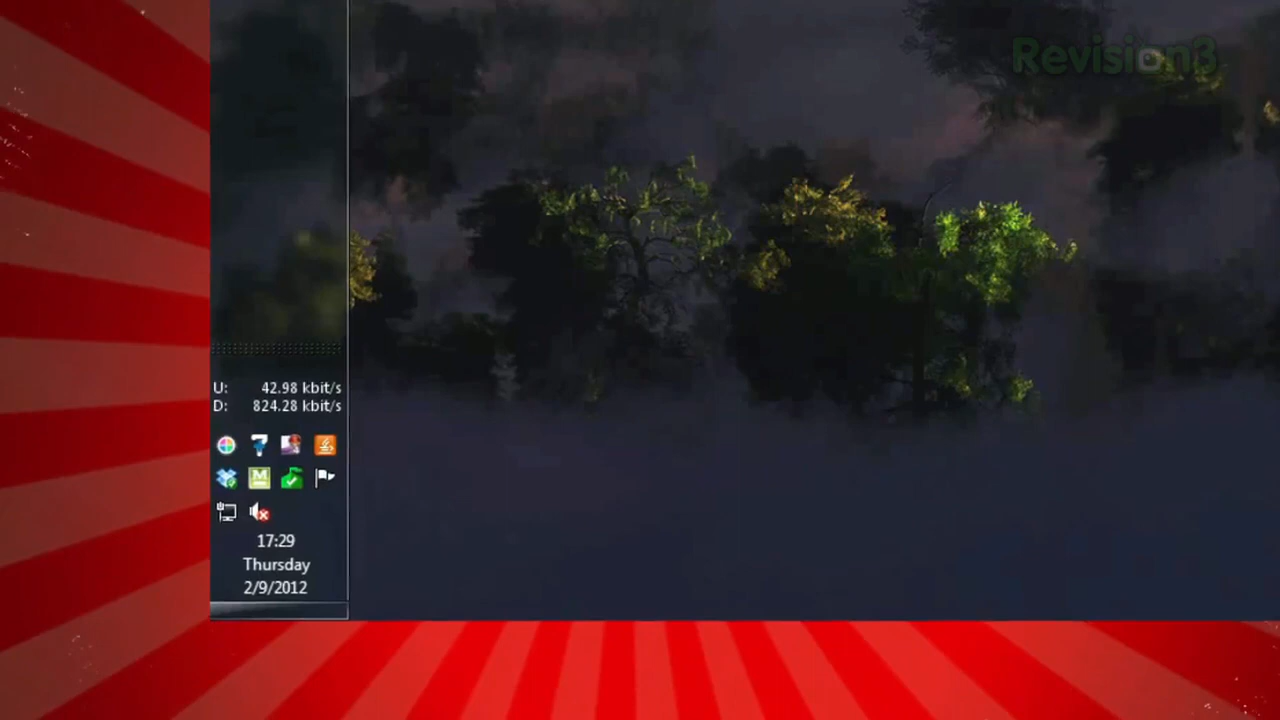 Revision3
U: 42.98 kbit/s
D: 824.28 kbit/s
M
17:29
Thursday
2/9/2012